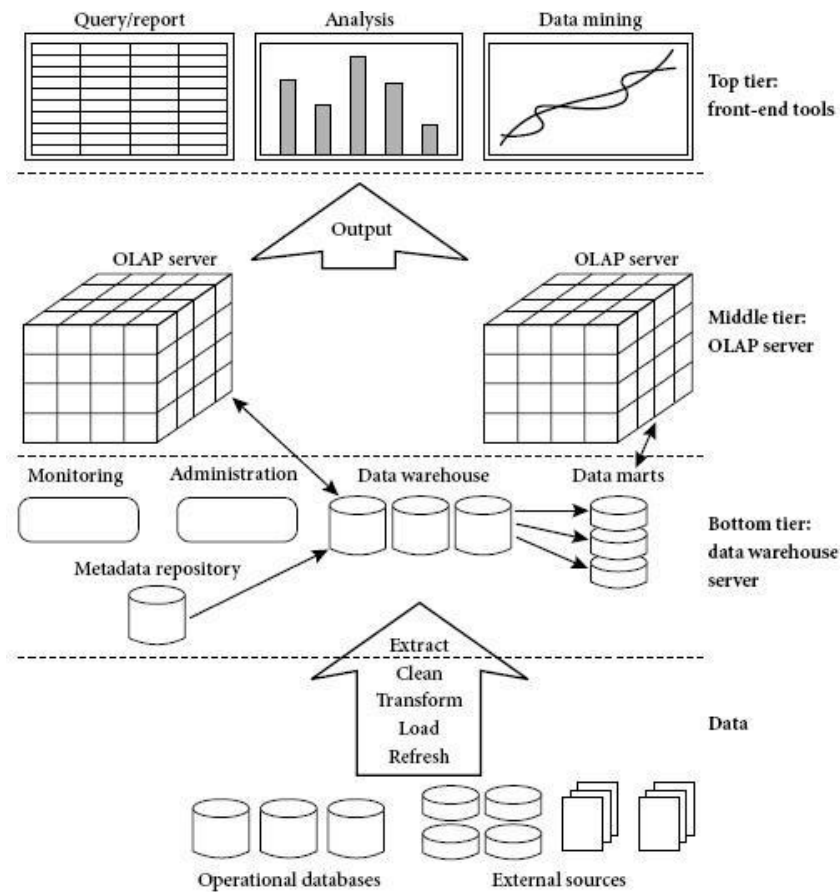 Query/report
Analysis
Data mining
Top tier:
front-end tools
Output
OLAP server
OLAP server
Middle tier:
OLAP server
Monitoring
Administration
Data warehouse
Data marts
Bottom tier:
data warehouse
server
Metadata repository
Extract
Clean
Transform
Load
Refresh
Data
Operational databases
External sources